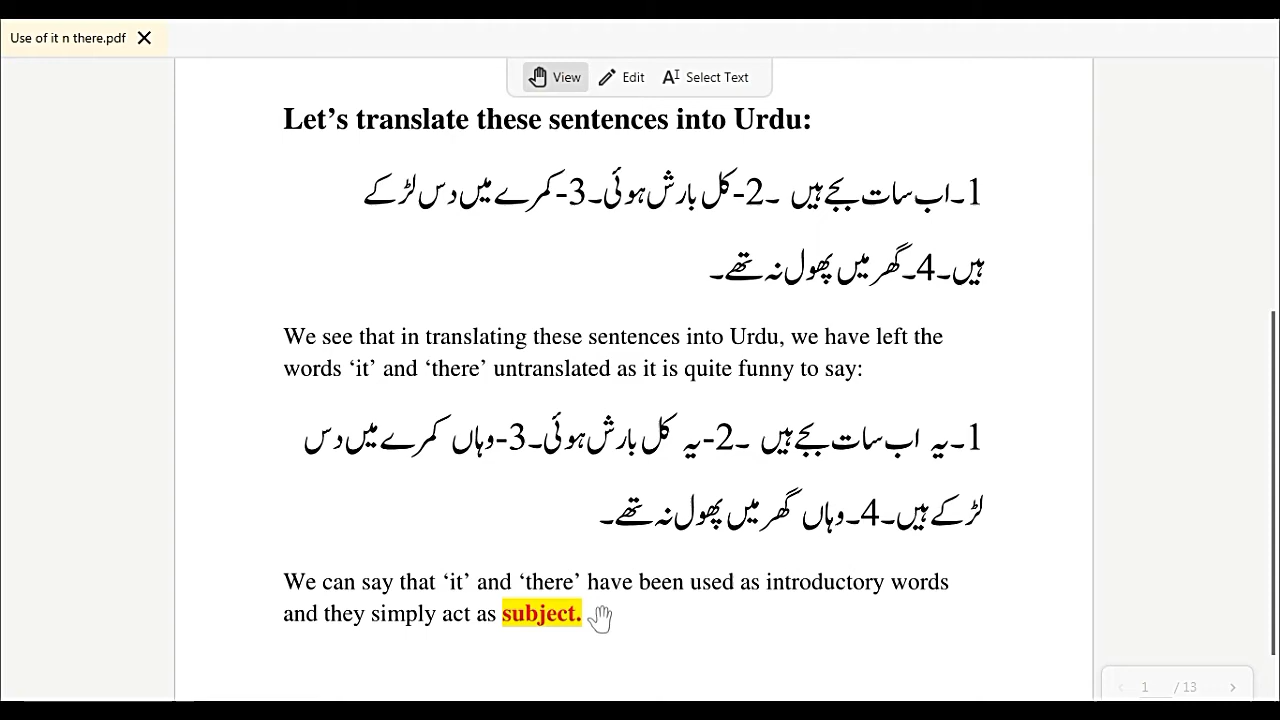 Use of it n there.pdf
View Edit Select Text
Let’s translate these sentences into Urdu:
1۔اب سات بجے ہیں ۔2-کل بارش ہوئی۔3-کمرے میں دس لڑکے
ہیں۔4۔گھر میں پھول نہ تھے۔
We see that in translating these sentences into Urdu, we have left the
words ‘it’ and ‘there’ untranslated as it is quite funny to say:
1۔یہ اب سات بجے ہیں ۔2-یہ کل بارش ہوئی۔3-وہاں کمرے میں دس
لڑکے ہیں۔4۔وہاں گھر میں پھول نہ تھے۔
We can say that ‘it’ and ‘there’ have been used as introductory words
and they simply act as subject.
1 / 13